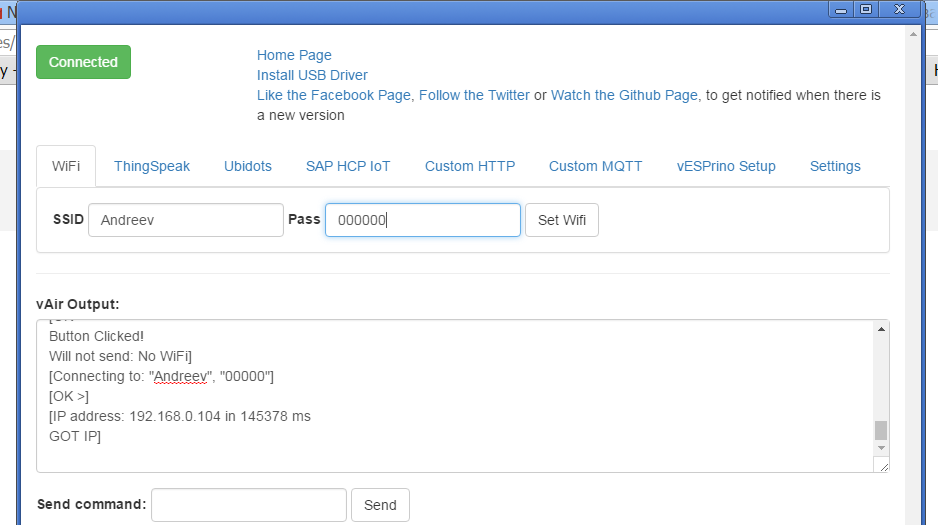 Connected
Home Page
Install USB Driver
Like the Facebook Page, Follow the Twitter or Watch the Github Page, to get notified when there is
a new version
WiFi ThingSpeak Ubidots SAP HCP IoT Custom HTTP Custom MQTT vESPrino Setup Settings
SSID Andreev Pass 000000 Set Wifi
vAir Output:
Button Clicked!
Will not send: No WiFi]
[Connecting to: "Andreev", "00000"]
[OK >]
[IP address: 192.168.0.104 in 145378 ms
GOT IP]
Send command: Send